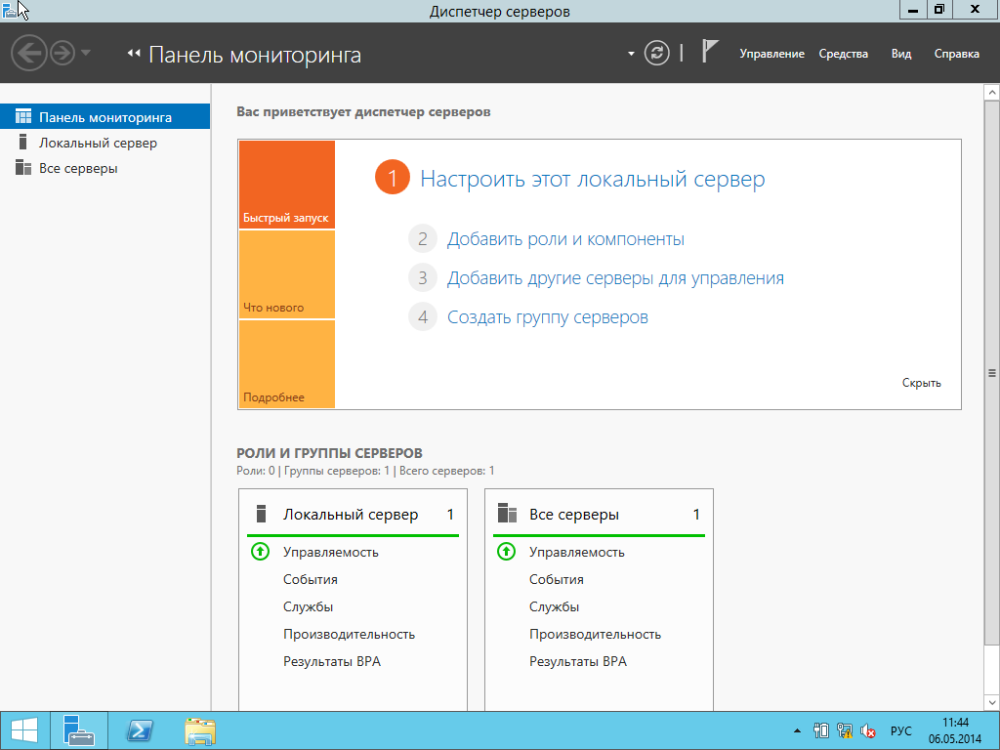 Диспетчер серверов
Панель мониторинга
Управление Средства Вид Справка
Панель мониторинга
Локальный сервер
Все серверы
Вас приветствует диспетчер серверов
Быстрый запуск
Что нового
Подробнее
1 Настроить этот локальный сервер
2 Добавить роли и компоненты
3 Добавить другие серверы для управления
4 Создать группу серверов
Скрыть
РОЛИ И ГРУППЫ СЕРВЕРОВ
Роли: 0 | Группы серверов: 1 | Всего серверов: 1
Локальный сервер 1
Управляемость
События
Службы
Производительность
Результаты BPA
Все серверы 1
Управляемость
События
Службы
Производительность
Результаты BPA
РУС
11:44
06.05.2014